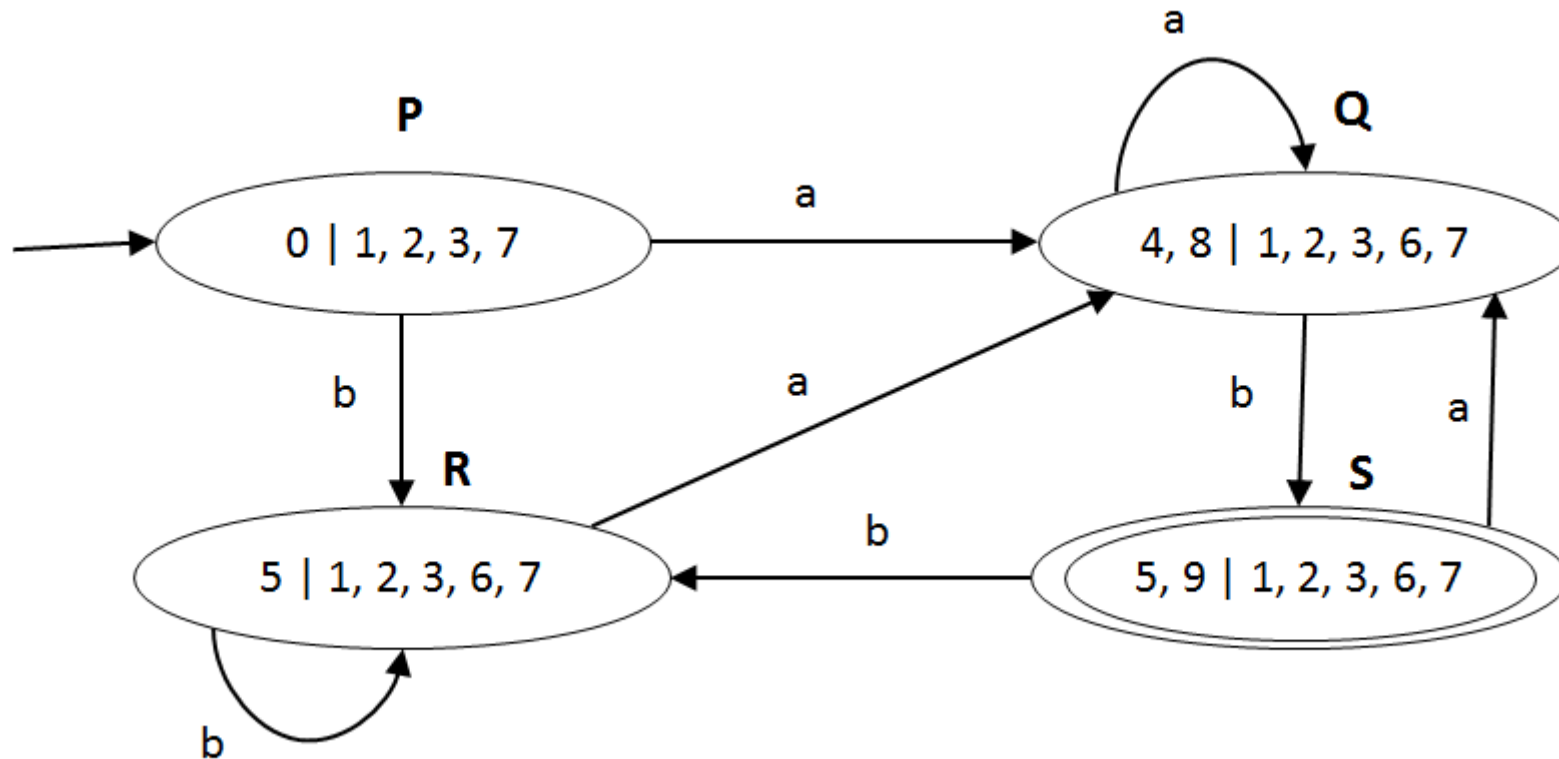 a
P
Q
0 | 1, 2, 3, 7
a
4, 8 | 1, 2, 3, 6, 7
b
a
b
a
R
S
5 | 1, 2, 3, 6, 7
b
5, 9 | 1, 2, 3, 6, 7
b